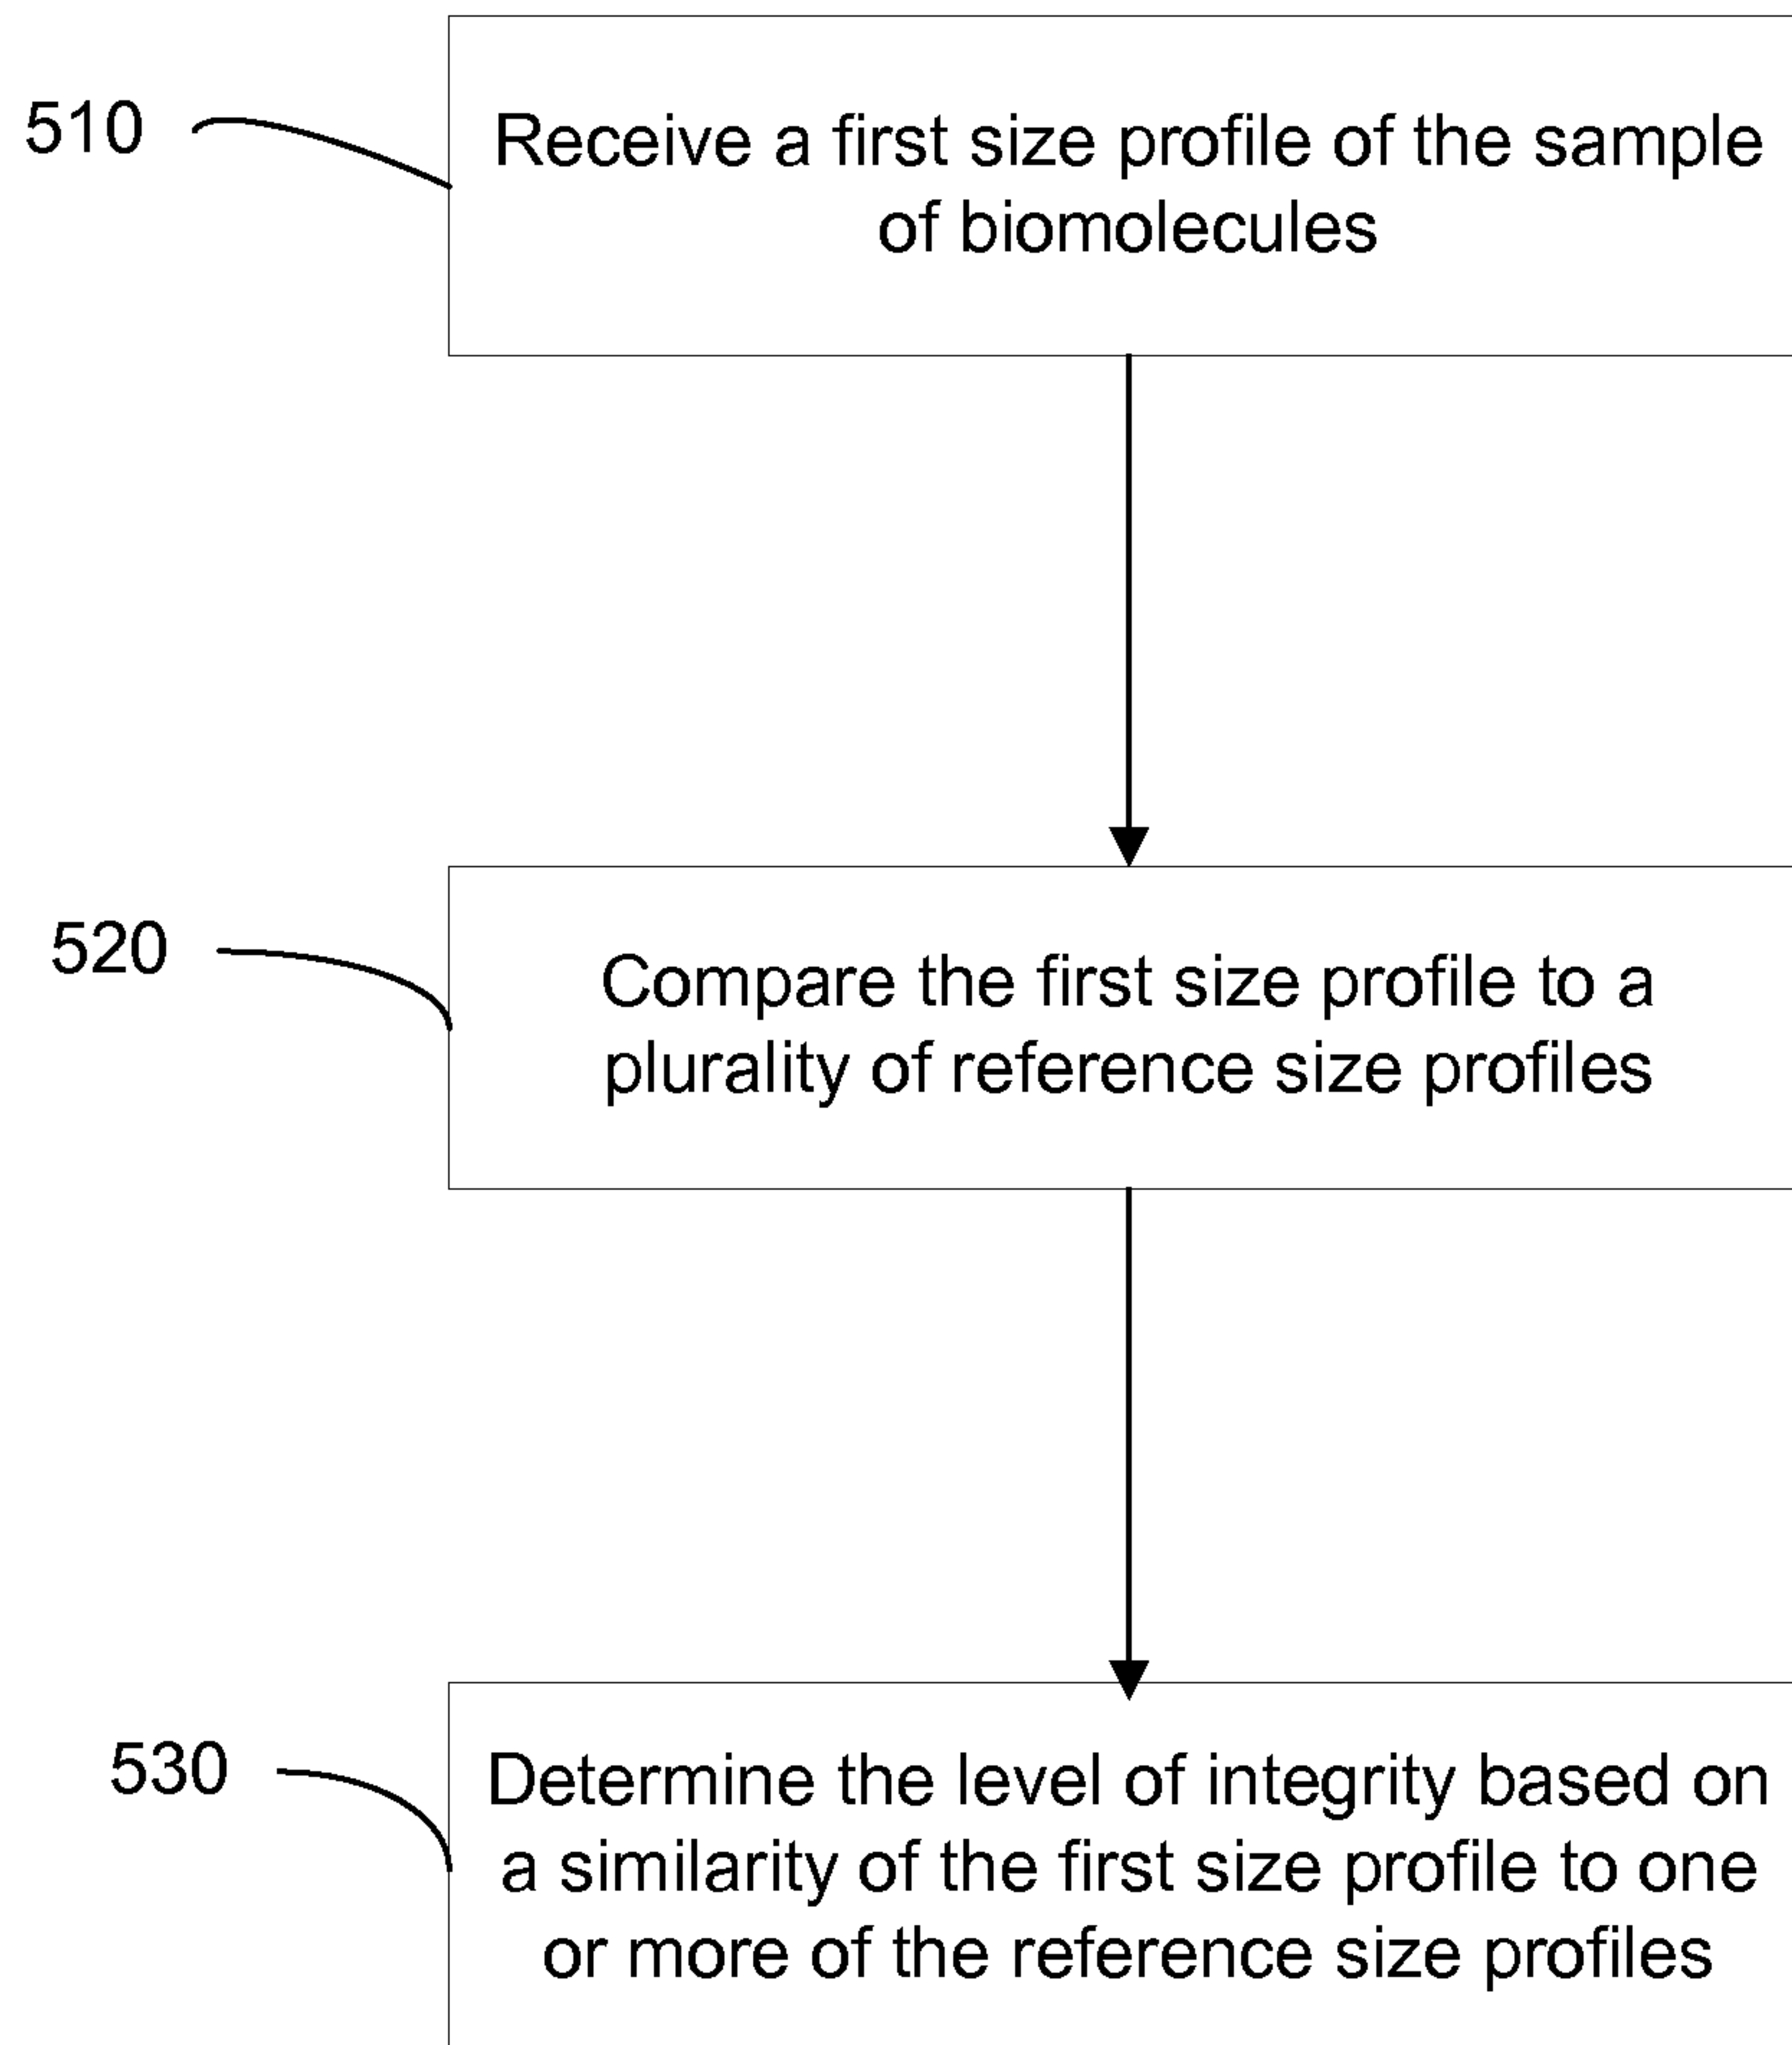 510
Receive a first size profile of the sample
of biomolecules
520
Compare the first size profile to a
plurality of reference size profiles
530
Determine the level of integrity based on
a similarity of the first size profile to one
or more of the reference size profiles